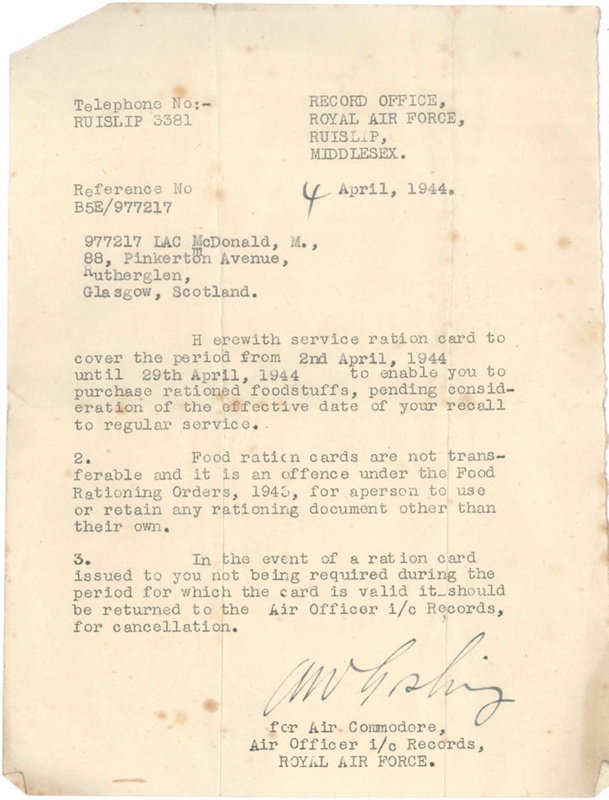 Telephone No:-
RUISLIP 3381
RECORD OFFICE,
ROYAL AIR FORCE,
RUISLIP,
MIDDLESEX.
Reference No
B5E/977217
4 April, 1944.
977217 LAC McDonald, M.,
88, Pinkerton Avenue,
Rutherglen,
Glasgow, Scotland.
H erewith service ration card to
cover the period from 2nd April, 1944
until 29th April, 1944 to enable you to
purchase rationed foodstuffs, pending consid-
eration of the effective date of your recall
to regular service.
2. Food ration cards are not trans-
ferable and it is an offence under the Food
Rationing Orders, 1943, for aperson to use
or retain any rationing document other than
their own.
3. In the event of a ration card
issued to you not being required during the
period for which the card is valid it should
be returned to the Air Officer i/c Records,
for cancellation.
for Air Commodore,
Air Officer i/c Records,
ROYAL AIR FORCE.